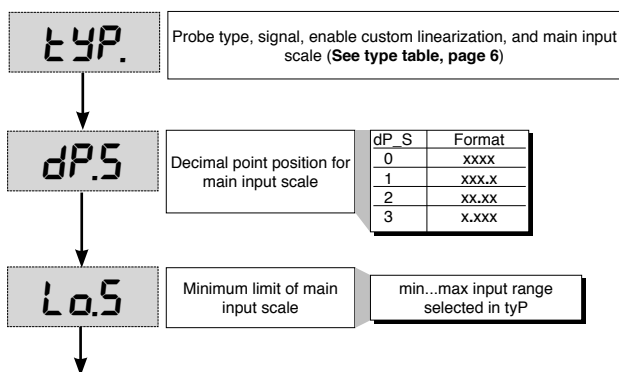 tYP.
Probe type, signal, enable custom linearization, and main input
scale (See type table, page 6)
dP.S
Decimal point position for
main input scale
dP_S Format
0 xxxx
1 xxx.x
2 xx.xx
3 x.xxx
Lo.S
Minimum limit of main
input scale
min...max input range
selected in tyP